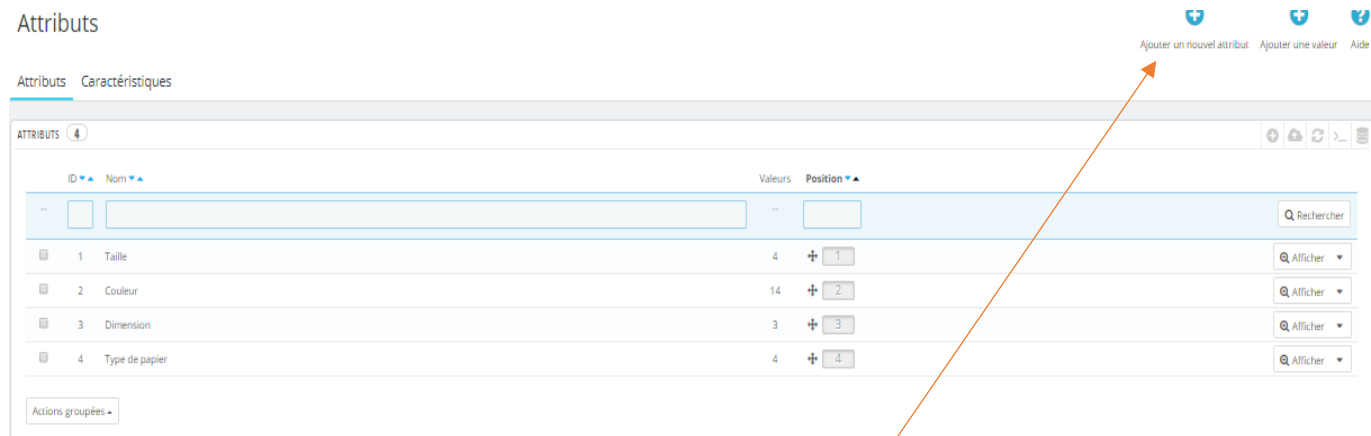 Attributs
Ajouter un nouvel attribut Ajouter une valeur Aide
Attributs Caractéristiques
ATTRIBUTS 4
ID Nom Valeurs Position
-- -- Rechercher
1 Taille 4 1 Afficher
2 Couleur 14 2 Afficher
3 Dimension 3 3 Afficher
4 Type de papier 4 4 Afficher
Actions groupées